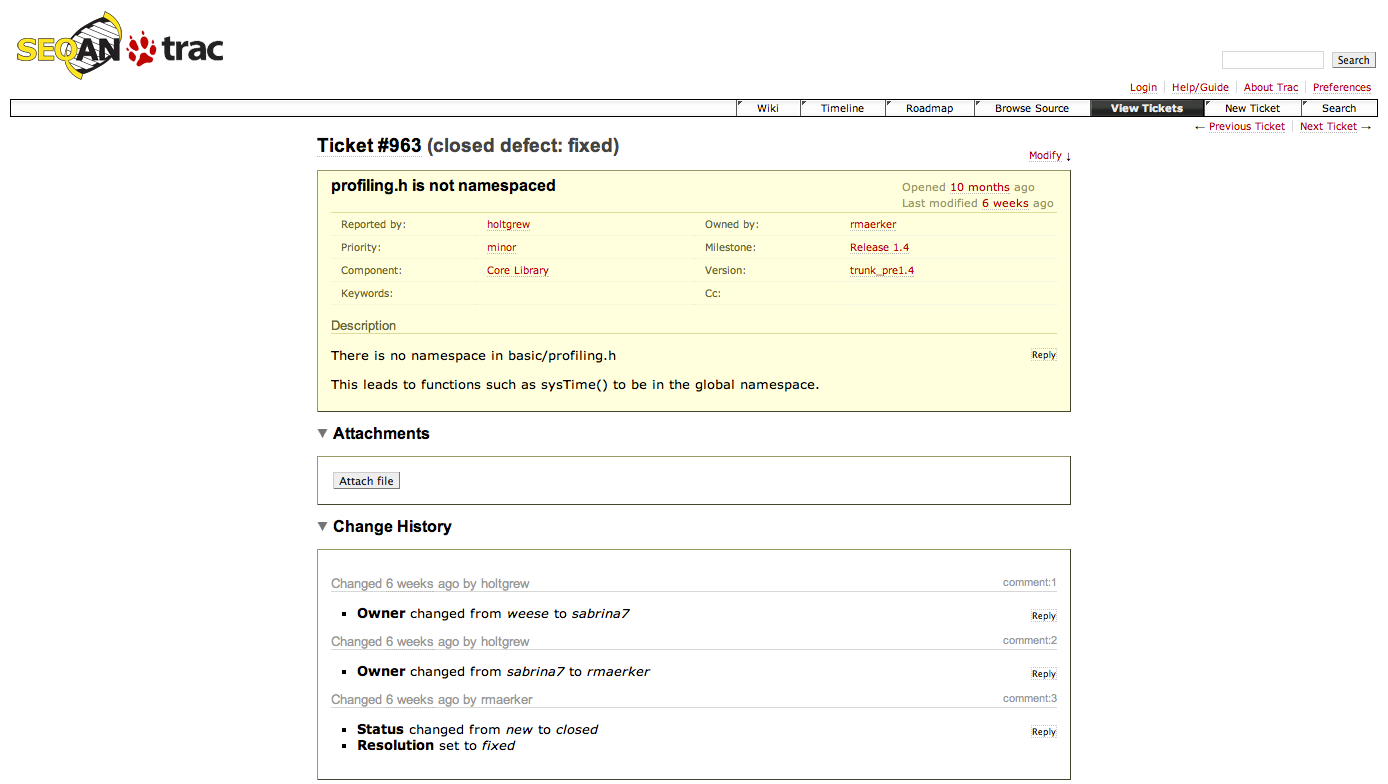 SEQAN trac
Search
Login Help/Guide About Trac Preferences
Wiki Timeline Roadmap Browse Source View Tickets New Ticket Search
← Previous Ticket Next Ticket →
Ticket #963 (closed defect: fixed)
Modify ↓
profiling.h is not namespaced
Opened 10 months ago
Last modified 6 weeks ago
Reported by: holtgrew Owned by: rmaerker
Priority: minor Milestone: Release 1.4
Component: Core Library Version: trunk_pre1.4
Keywords: Cc:
Description
There is no namespace in basic/profiling.h Reply
This leads to functions such as sysTime() to be in the global namespace.
Attachments
Attach file
Change History
Changed 6 weeks ago by holtgrew comment:1
Owner changed from weese to sabrina7 Reply
Changed 6 weeks ago by holtgrew comment:2
Owner changed from sabrina7 to rmaerker Reply
Changed 6 weeks ago by rmaerker comment:3
Status changed from new to closed Reply
Resolution set to fixed